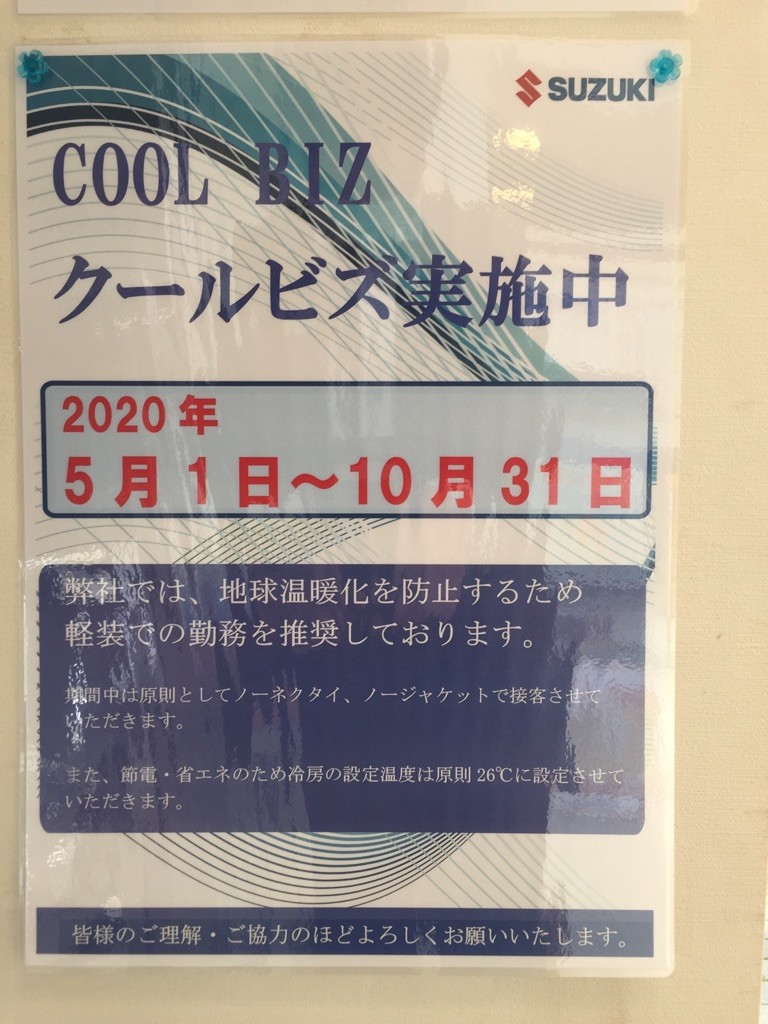 SUZUKI
COOL BIZ
クールビズ実施中
2020年
5月1日～10月31日
弊社では、地球温暖化を防止するため
軽装での勤務を推奨しております。
期間中は原則としてノーネクタイ、ノージャケットで接客させて
いただきます。
また、節電・省エネのため冷房の設定温度は原則26℃に設定させて
いただきます。
皆様のご理解・ご協力のほどよろしくお願いいたします。